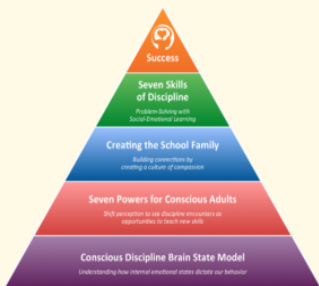 Success
Seven Skills
of Discipline
Problem-Solving with
Social-Emotional Learning
Creating the School Family
Building connections by
creating a culture of compassion
Seven Powers for Conscious Adults
Shift perception to use discipline encounters as
opportunities to teach new skills
Conscious Discipline Brain State Model
Understanding how internal emotional states dictate our behavior